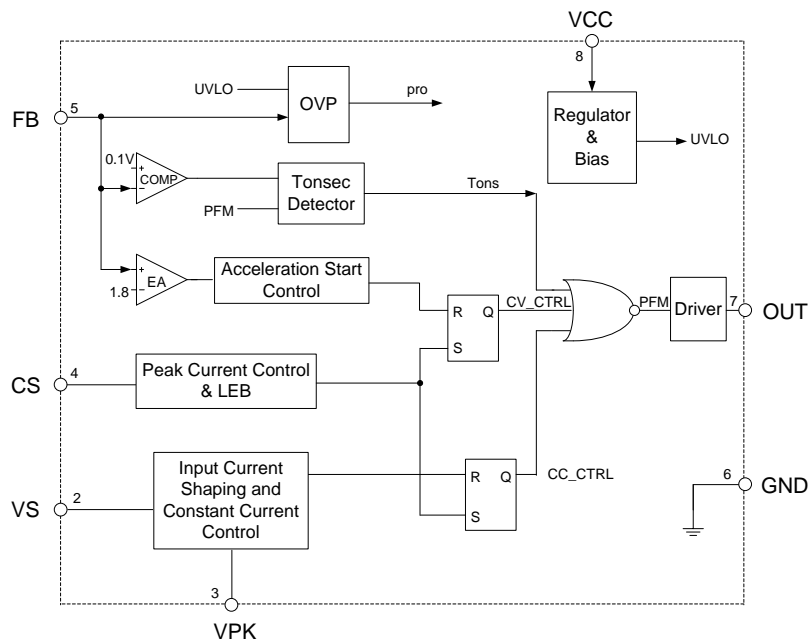 VCC
8
UVLO
OVP
pro
FB
5
Regulator
&
Bias
UVLO
0.1V
+
COMP
−
Tonsec
Detector
Tons
PFM
+
EA
1.8
−
Acceleration Start
Control
R
Q
S
CV_CTRL
PFM
Driver
7
OUT
CS
4
Peak Current Control
& LEB
VS
2
Input Current
Shaping and
Constant Current
Control
R
Q
S
CC_CTRL
6
GND
3
VPK